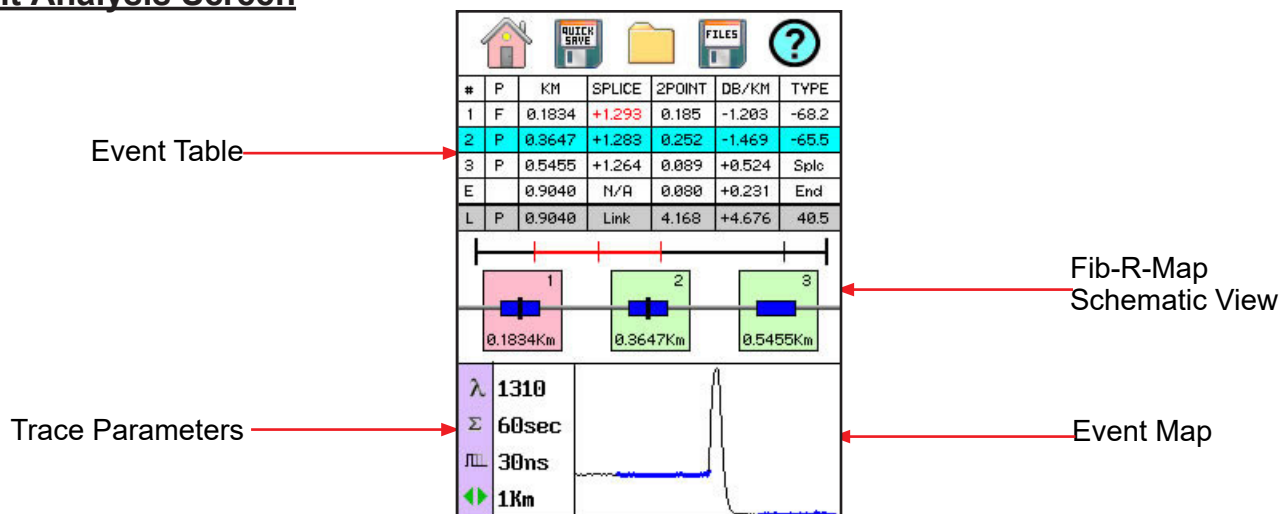 nt Analysis Screen
QUICK SAVE
FILES
?
# P KM SPLICE 2POINT DB/KM TYPE
1 F 0.1834 +1.293 0.185 -1.203 -68.2
2 P 0.3647 +1.283 0.252 -1.469 -65.5
3 P 0.5455 +1.264 0.089 +0.524 Splc
E 0.9040 N/A 0.080 +0.231 End
L P 0.9040 Link 4.168 +4.676 40.5
Event Table
1 2 3
0.1834Km 0.3647Km 0.5455Km
Fib-R-Map
Schematic View
λ 1310
Σ 60sec
30ns
1Km
Trace Parameters
Event Map